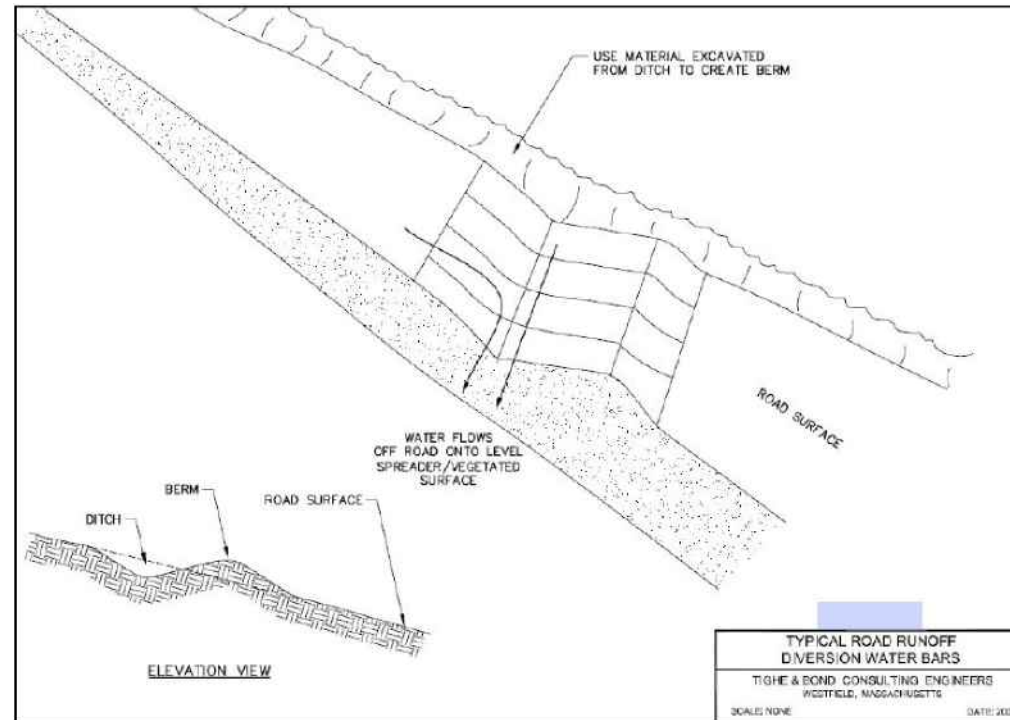 USE MATERIAL EXCAVATED
FROM DITCH TO CREATE BERM
ROAD SURFACE
WATER FLOWS
OFF ROAD ONTO LEVEL
SPREADER/VEGETATED
SURFACE
BERM
ROAD SURFACE
DITCH
ELEVATION VIEW
TYPICAL ROAD RUNOFF
DIVERSION WATER BARS
TIGHE & BOND CONSULTING ENGINEERS
WESTFIELD, MASSACHUSETTS
SCALE: NONE
DATE: